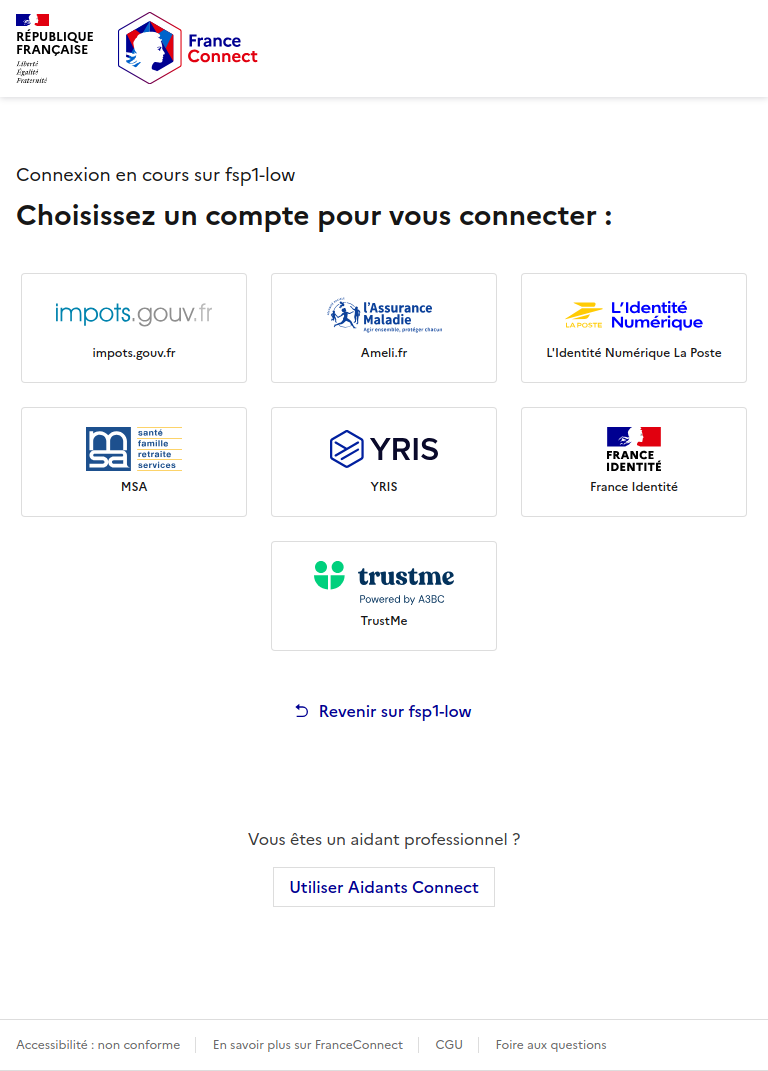 RÉPUBLIQUE
FRANÇAISE
Liberté
Égalité
Fraternité
France
Connect
Connexion en cours sur fsp1-low
Choisissez un compte pour vous connecter :
impots.gouv.fr
impots.gouv.fr
l'Assurance
Maladie
Agir ensemble, protéger chacun
Ameli.fr
LA POSTE
L'Identité
Numérique
L'Identité Numérique La Poste
msa
santé
famille
retraite
services
MSA
YRIS
YRIS
FRANCE
IDENTITÉ
France Identité
trustme
Powered by A3BC
TrustMe
Revenir sur fsp1-low
Vous êtes un aidant professionnel ?
Utiliser Aidants Connect
Accessibilité : non conforme
En savoir plus sur FranceConnect
CGU
Foire aux questions